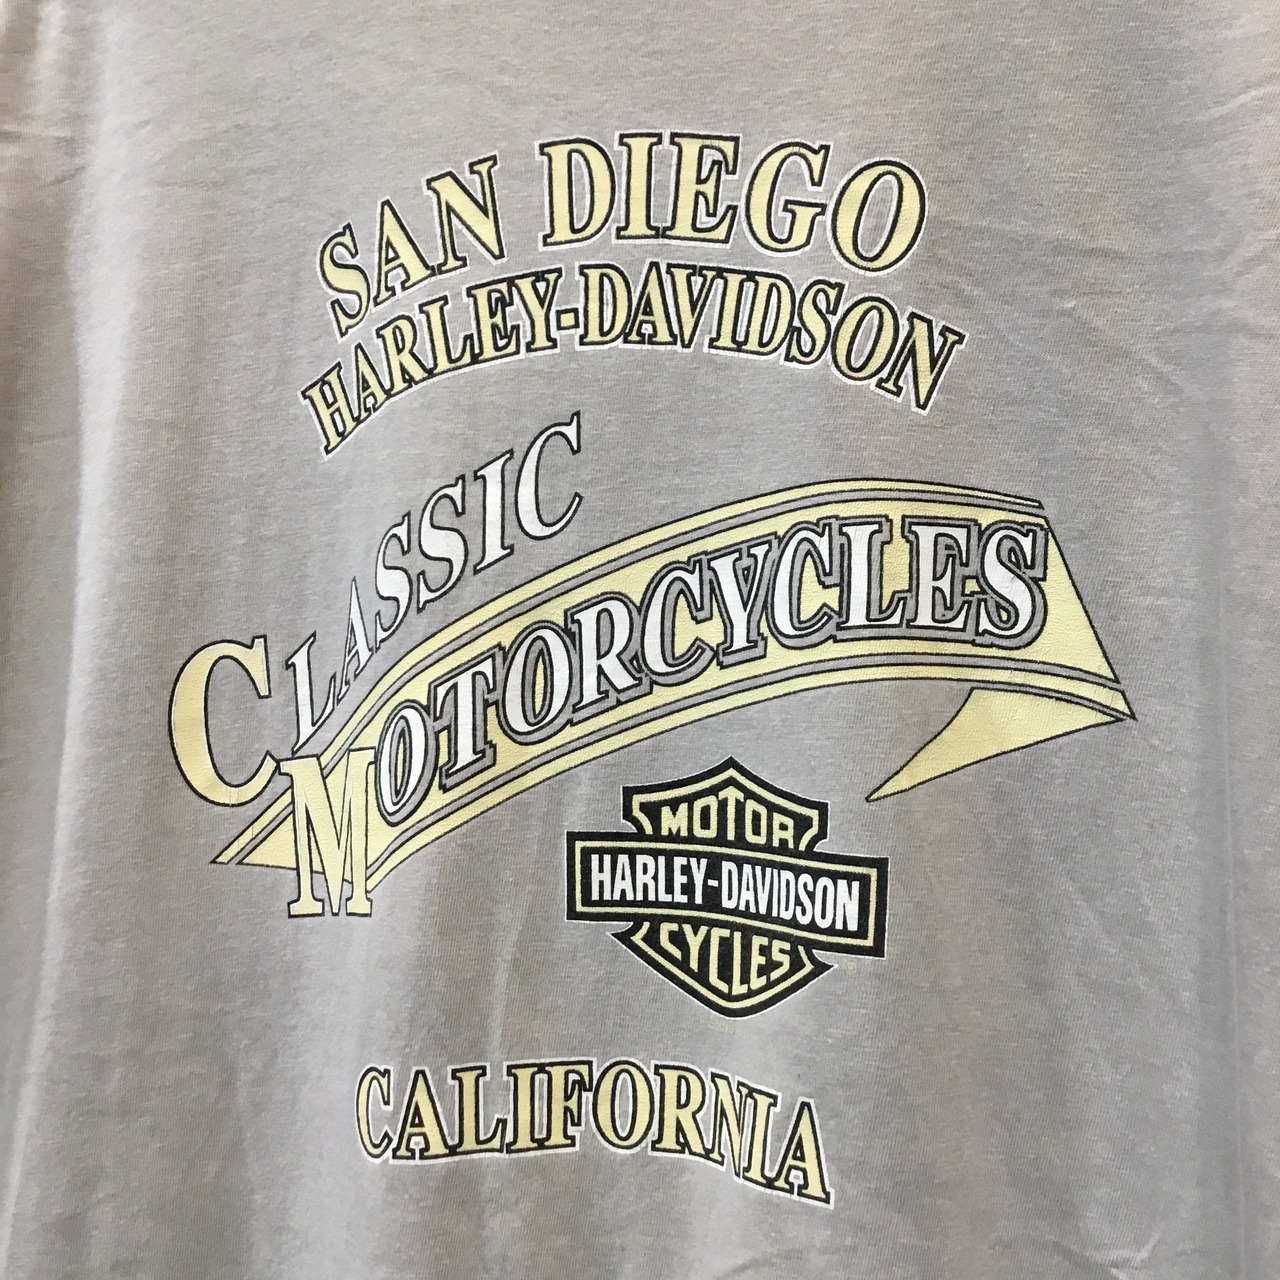 SAN DIEGO
HARLEY-DAVIDSON
CLASSIC
MOTORCYCLES
MOTOR
HARLEY-DAVIDSON
CYCLES
CALIFORNIA